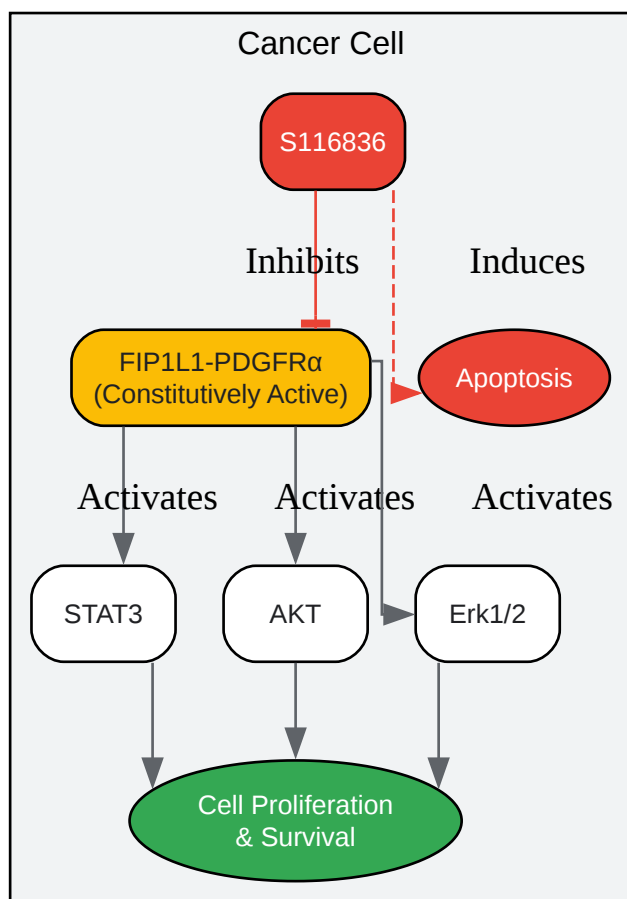 Cancer Cell
S116836
Inhibits
Induces
FIP1L1-PDGFRα
(Constitutively Active)
Apoptosis
Activates
Activates
Activates
STAT3
AKT
Erk1/2
Cell Proliferation
& Survival